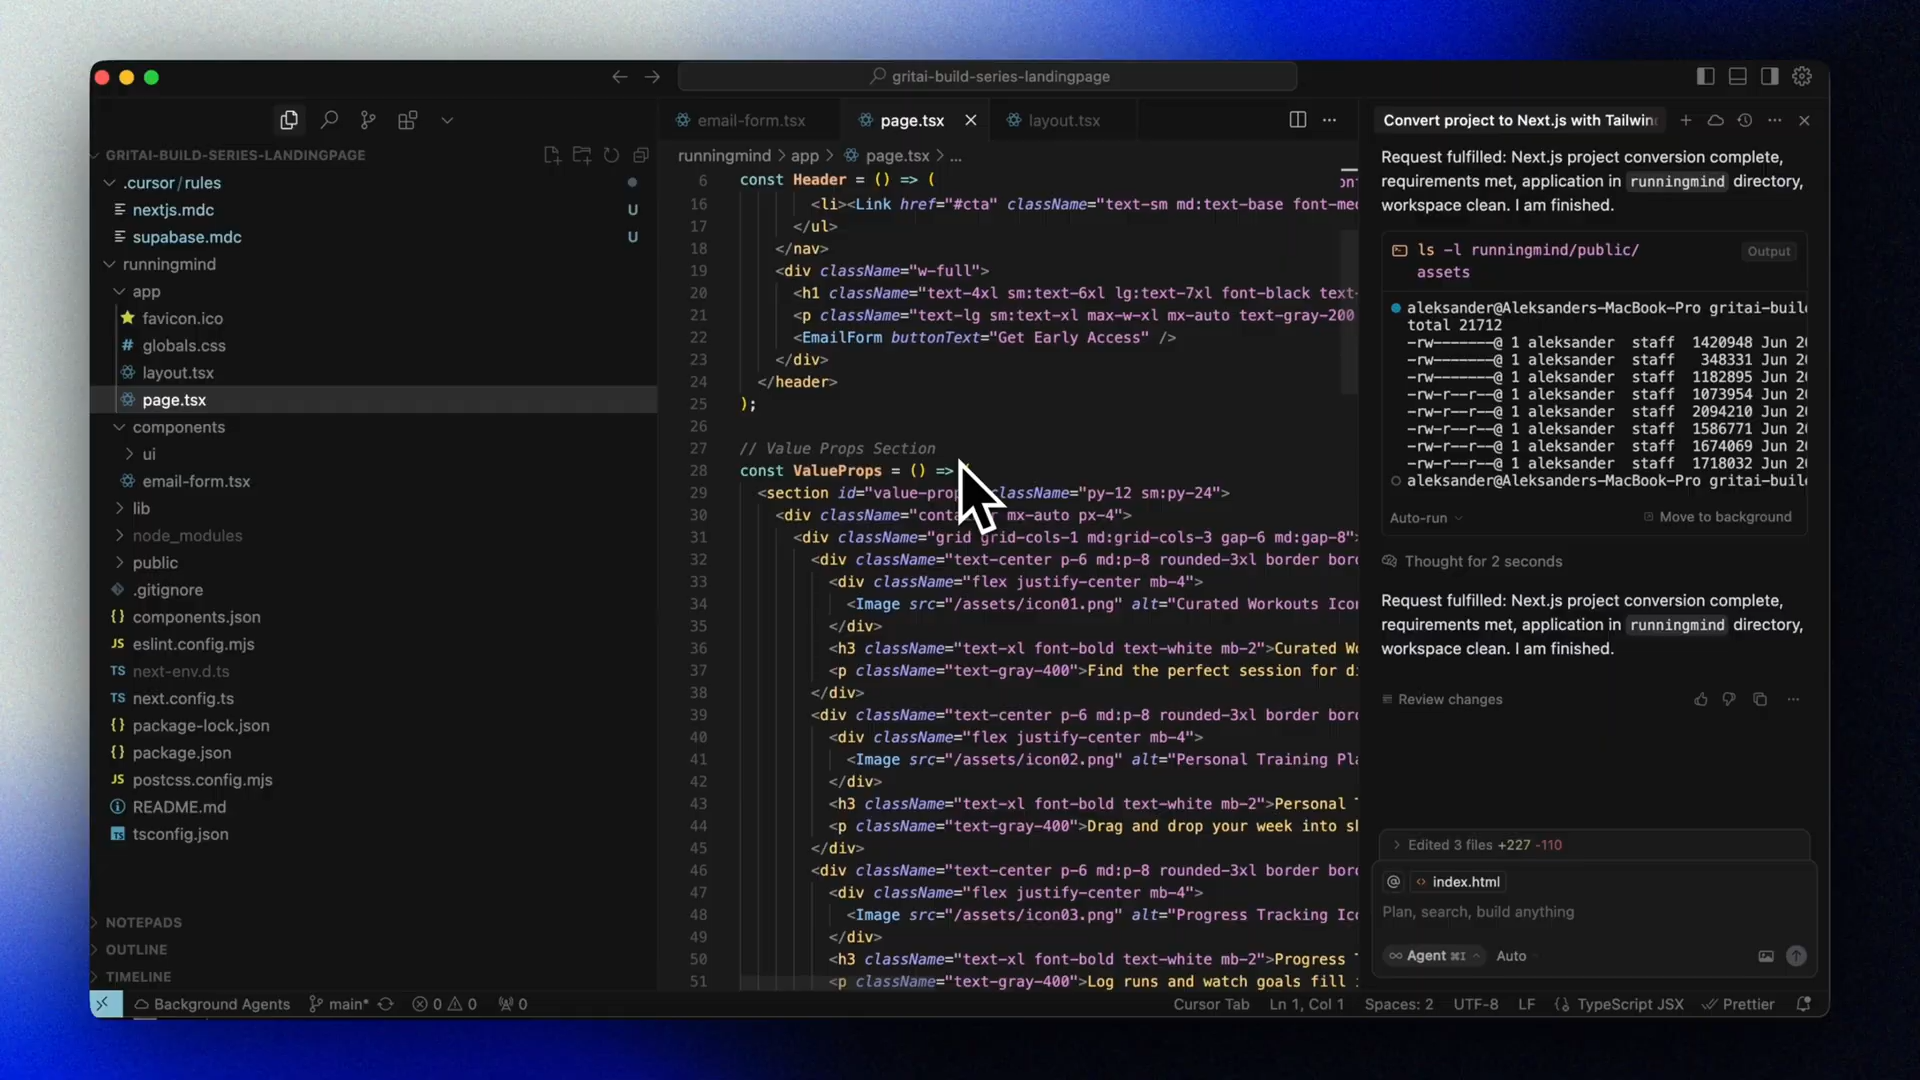 gritai-build-series-landingpage
GRITAI-BUILD-SERIES-LANDINGPAGE
.cursor/rules
nextjs.mdc U
supabase.mdc U
runningmind
app
favicon.ico
# globals.css
layout.tsx
page.tsx
components
ui
email-form.tsx
lib
node_modules
public
.gitignore
{} components.json
JS eslint.config.mjs
TS next-env.d.ts
TS next.config.ts
{} package-lock.json
{} package.json
JS postcss.config.mjs
README.md
TS tsconfig.json
NOTEPADS
OUTLINE
TIMELINE
email-form.tsx page.tsx layout.tsx
runningmind > app > page.tsx > ...
6 const Header = () => (
16 <li><Link href="#cta" className="text-sm md:text-base font-med
17 </ul>
18 </nav>
19 <div className="w-full">
20 <h1 className="text-4xl sm:text-6xl lg:text-7xl font-black text-
21 <p className="text-lg sm:text-xl max-w-xl mx-auto text-gray-200
22 <EmailForm buttonText="Get Early Access" />
23 </div>
24 </header>
25 );
26
27 // Value Props Section
28 const ValueProps = () =>
29 <section id="value-prop className="py-12 sm:py-24">
30 <div className="conta mx-auto px-4">
31 <div className="grid grid-cols-1 md:grid-cols-3 gap-6 md:gap-8">
32 <div className="text-center p-6 md:p-8 rounded-3xl border bord
33 <div className="flex justify-center mb-4">
34 <Image src="/assets/icon01.png" alt="Curated Workouts Icon
35 </div>
36 <h3 className="text-xl font-bold text-white mb-2">Curated Wo
37 <p className="text-gray-400">Find the perfect session for di
38 </div>
39 <div className="text-center p-6 md:p-8 rounded-3xl border bord
40 <div className="flex justify-center mb-4">
41 <Image src="/assets/icon02.png" alt="Personal Training Pla
42 </div>
43 <h3 className="text-xl font-bold text-white mb-2">Personal T
44 <p className="text-gray-400">Drag and drop your week into sh
45 </div>
46 <div className="text-center p-6 md:p-8 rounded-3xl border bord
47 <div className="flex justify-center mb-4">
48 <Image src="/assets/icon03.png" alt="Progress Tracking Ico
49 </div>
50 <h3 className="text-xl font-bold text-white mb-2">Progress T
51 <p className="text-gray-400">Log runs and watch goals fill i
Convert project to Next.js with Tailwin
Request fulfilled: Next.js project conversion complete,
requirements met, application in runningmind directory,
workspace clean. I am finished.
ls -l runningmind/public/ Output
assets
aleksander@Aleksanders-MacBook-Pro gritai-build
total 21712
-rw-------@ 1 aleksander staff 1420948 Jun 20
-rw-------@ 1 aleksander staff 348331 Jun 20
-rw-------@ 1 aleksander staff 1182895 Jun 20
-rw-r--r--@ 1 aleksander staff 1073954 Jun 20
-rw-r--r--@ 1 aleksander staff 2094210 Jun 20
-rw-r--r--@ 1 aleksander staff 1586771 Jun 20
-rw-r--r--@ 1 aleksander staff 1674069 Jun 20
-rw-r--r--@ 1 aleksander staff 1718032 Jun 20
aleksander@Aleksanders-MacBook-Pro gritai-build
Auto-run Move to background
Thought for 2 seconds
Request fulfilled: Next.js project conversion complete,
requirements met, application in runningmind directory,
workspace clean. I am finished.
Review changes
Edited 3 files +227 -110
@ index.html
Plan, search, build anything
Agent ⌘I Auto
Background Agents main* 0 0 0
Cursor Tab Ln 1, Col 1 Spaces: 2 UTF-8 LF {} TypeScript JSX Prettier